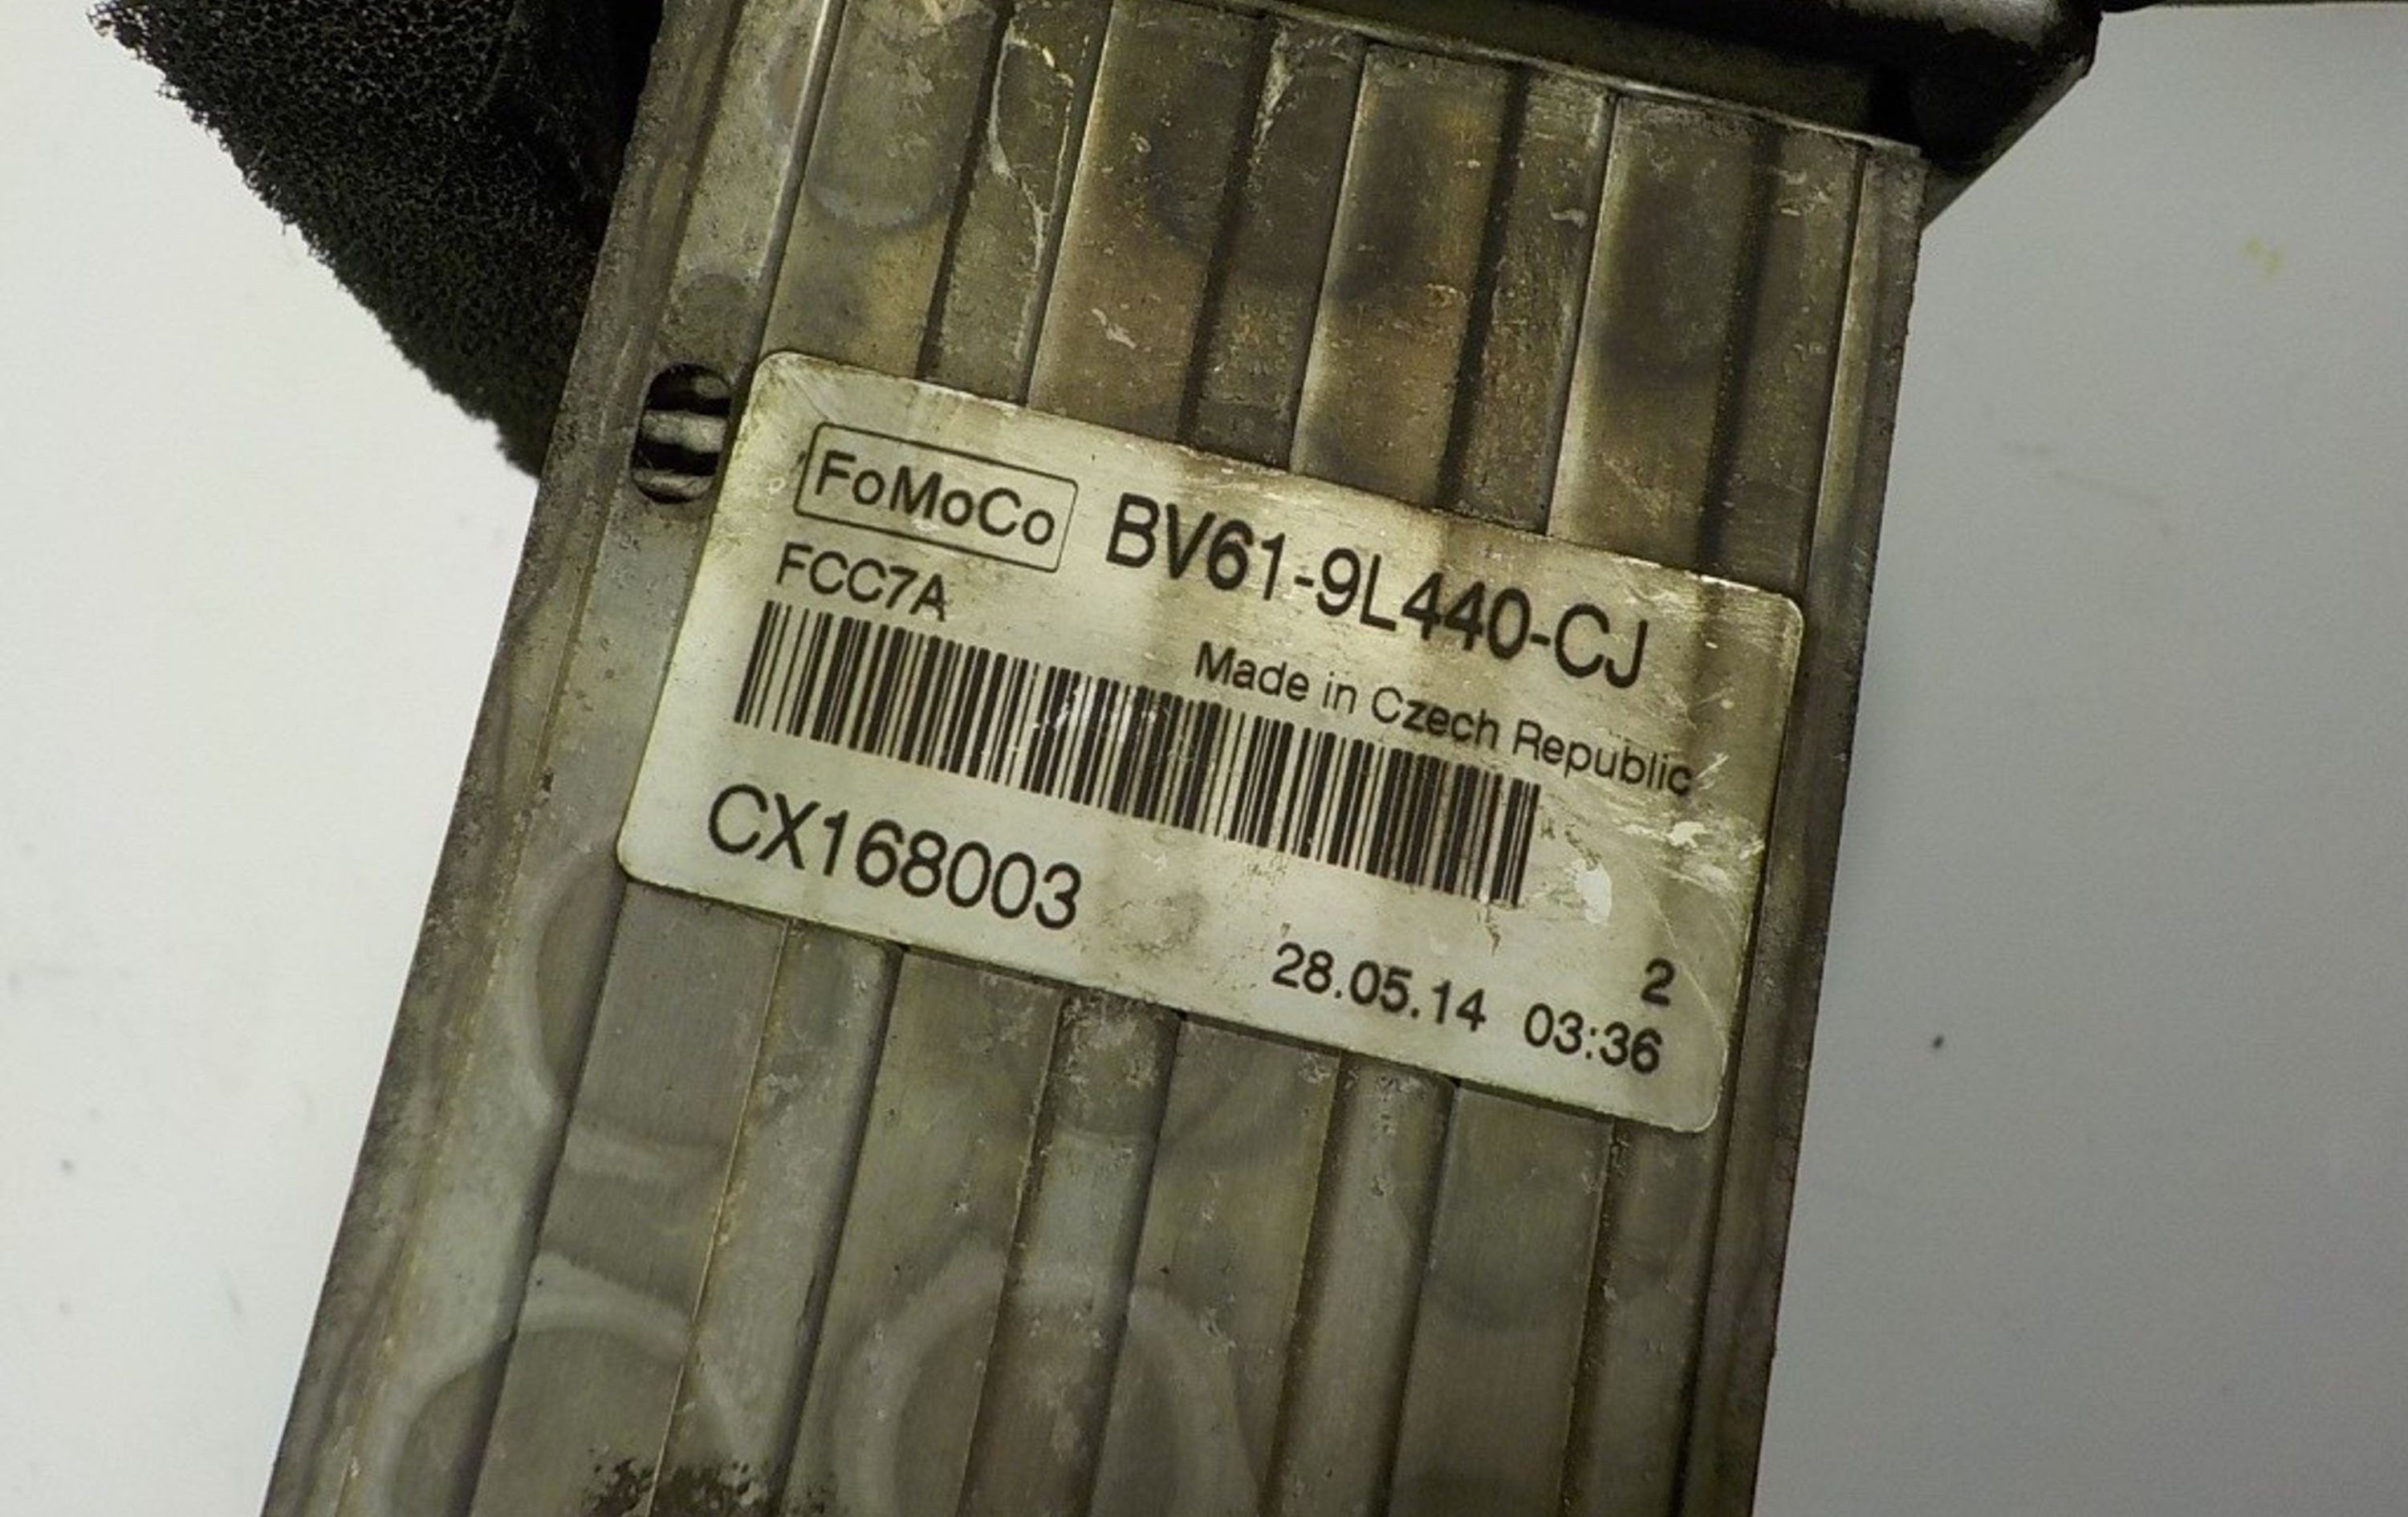 FoMoCo BV61-9L440-CJ
FCC7A
Made in Czech Republic
CX168003
2
28.05.14 03:36